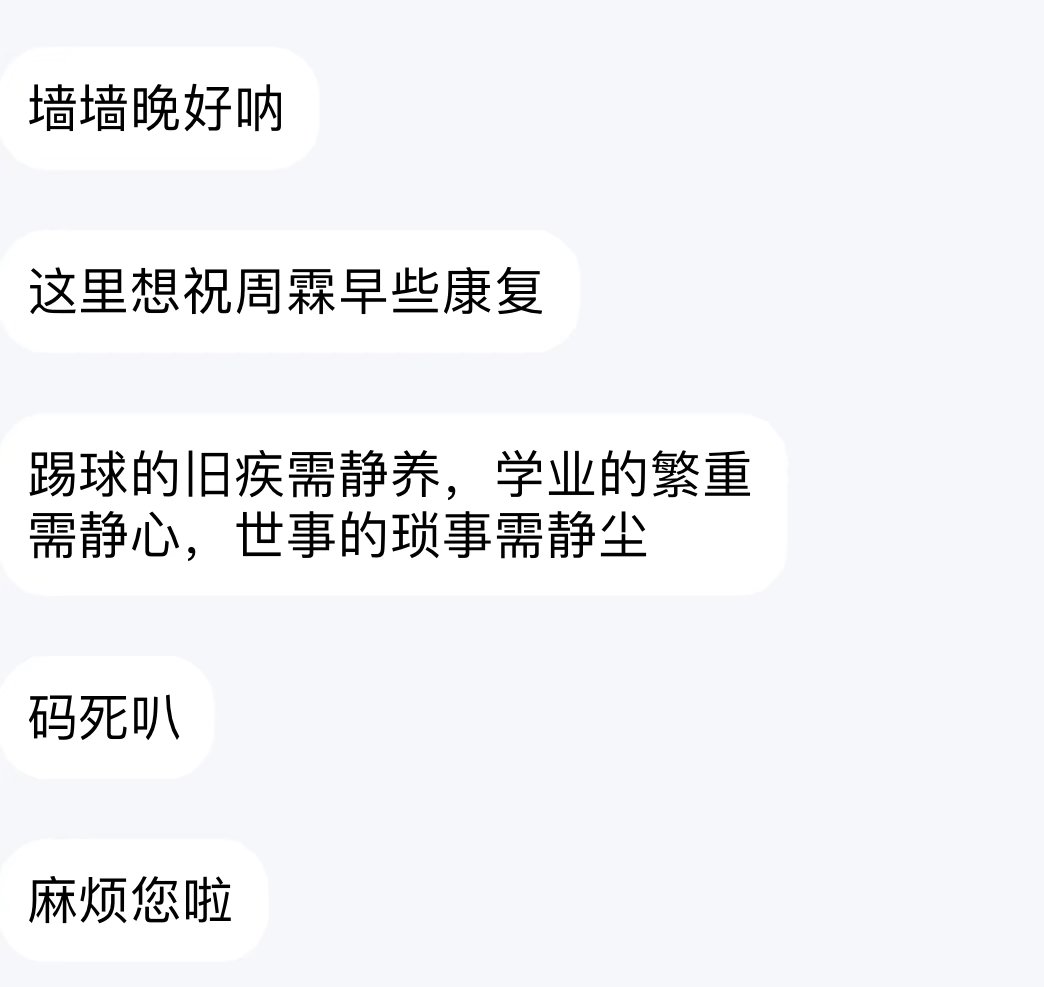 墙墙晚好呐
这里想祝周霖早些康复
踢球的旧疾需静养，学业的繁重
需静心，世事的琐事需静尘
码死叭
麻烦您啦